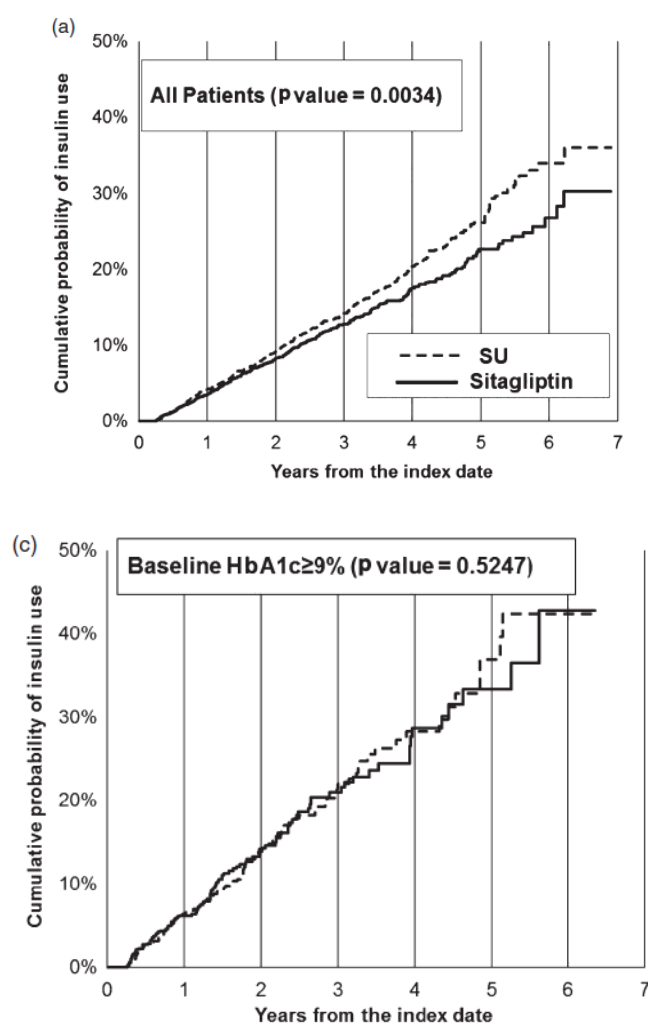 (a)
50%
40%
30%
20%
10%
0%
Cumulative probability of insulin use
All Patients (p value = 0.0034)
SU
Sitagliptin
0 1 2 3 4 5 6 7
Years from the index date
(c)
50%
40%
30%
20%
10%
0%
Cumulative probability of insulin use
Baseline HbA1c≥9% (p value = 0.5247)
0 1 2 3 4 5 6 7
Years from the index date